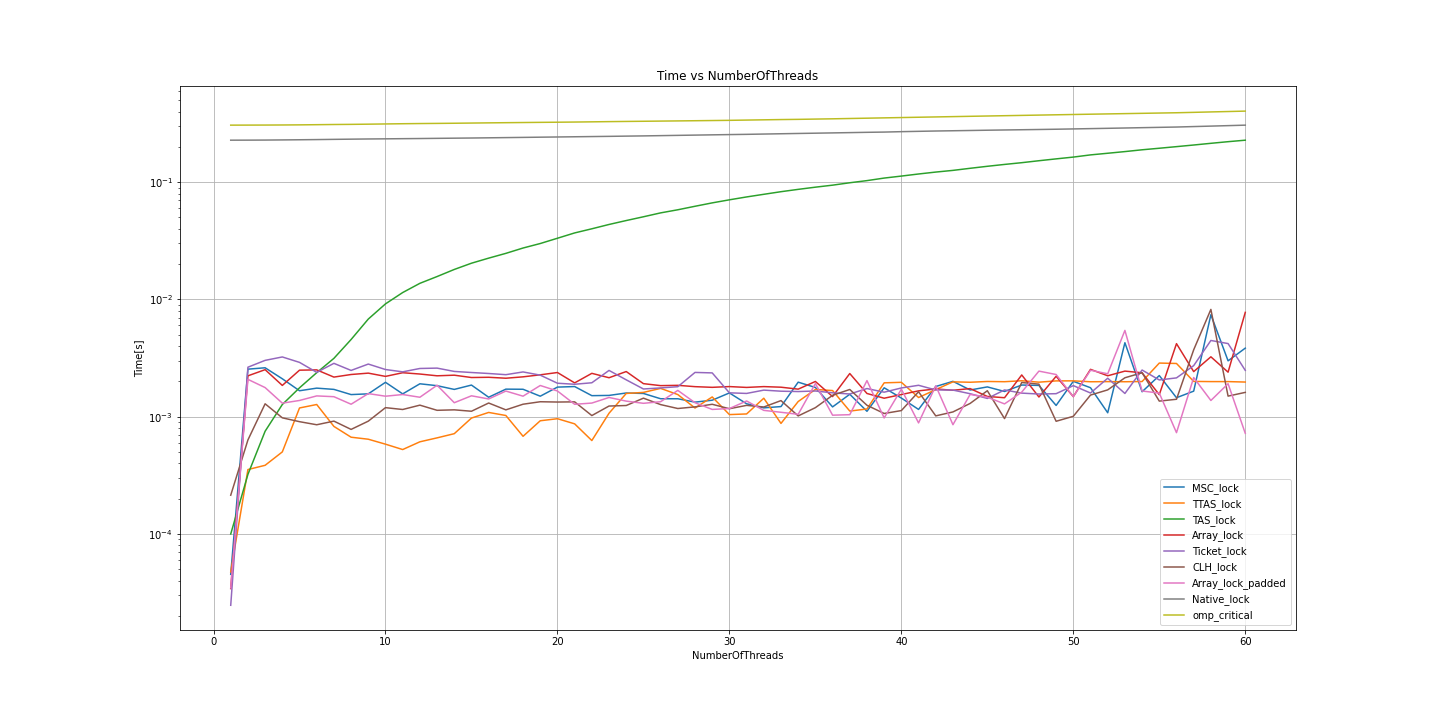 Time vs NumberOfThreads
Time[s]
10⁻¹
10⁻²
10⁻³
10⁻⁴
0 10 20 30 40 50 60
NumberOfThreads
MSC_lock
TTAS_lock
TAS_lock
Array_lock
Ticket_lock
CLH_lock
Array_lock_padded
Native_lock
omp_critical